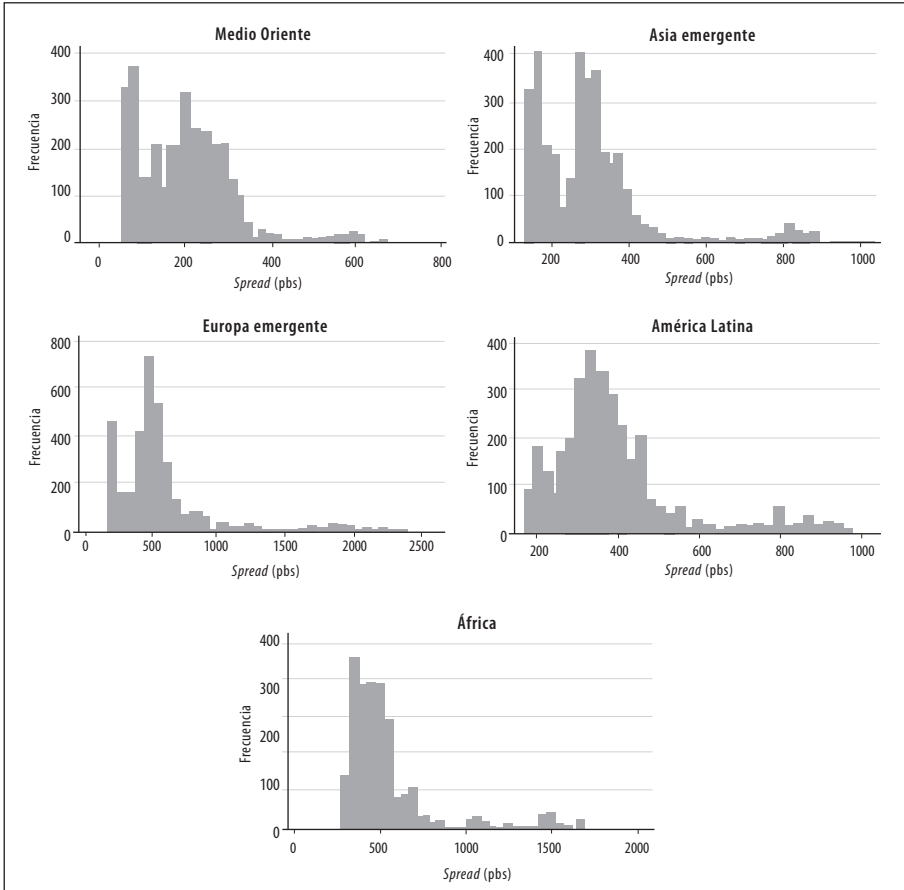 Medio Oriente
400
300
200
100
0
Frecuencia
0 200 400 600 800
Spread (pbs)
Asia emergente
400
300
200
100
0
Frecuencia
200 400 600 800 1000
Spread (pbs)
Europa emergente
800
600
400
200
0
Frecuencia
0 500 1000 1500 2000 2500
Spread (pbs)
América Latina
400
300
200
100
0
Frecuencia
200 400 600 800 1000
Spread (pbs)
África
400
300
200
100
0
Frecuencia
0 500 1000 1500 2000
Spread (pbs)